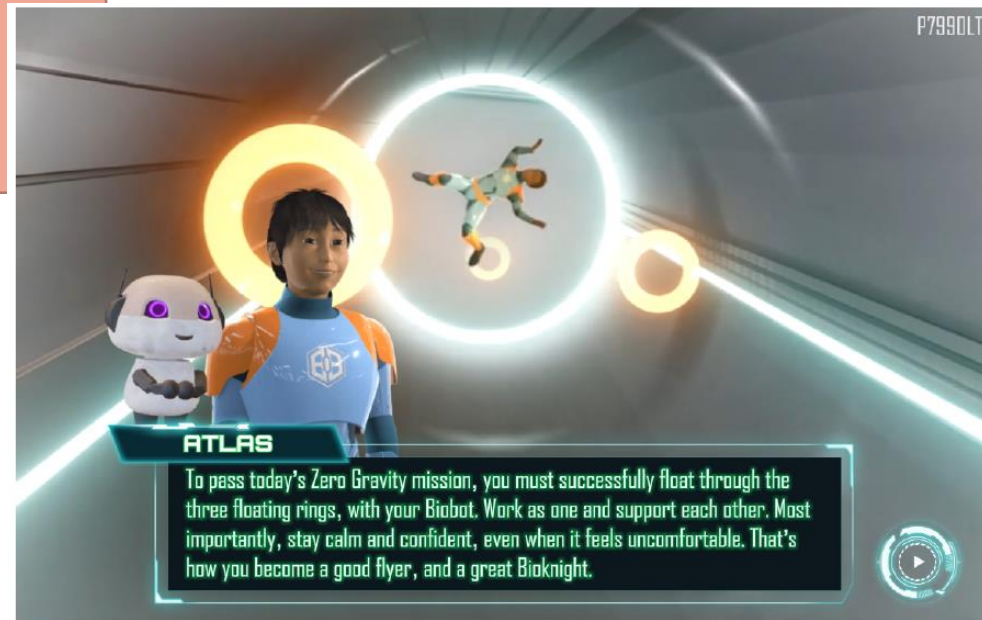 P7990LT
ATLAS
To pass today's Zero Gravity mission, you must successfully float through the
three floating rings, with your Biobot. Work as one and support each other. Most
importantly, stay calm and confident, even when it feels uncomfortable. That's
how you become a good flyer, and a great Bioknight.